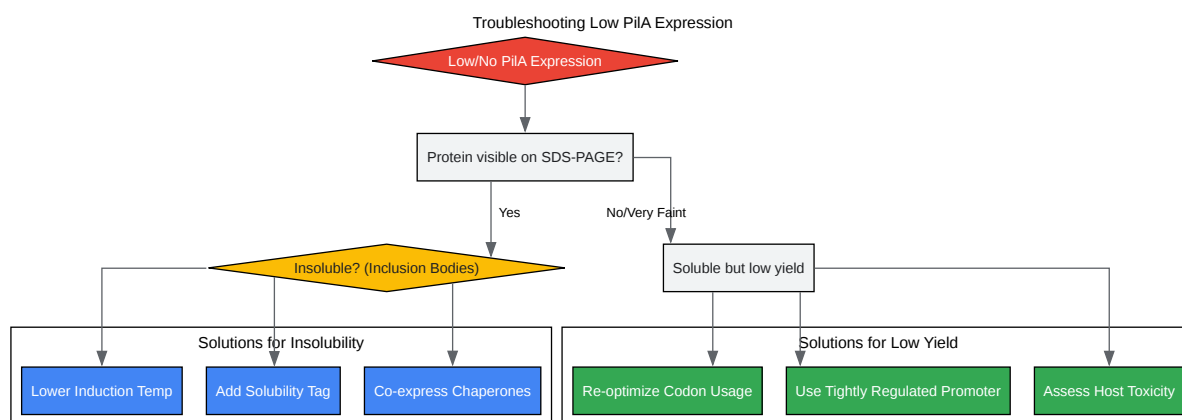 Troubleshooting Low PilA Expression
Low/No PilA Expression
Protein visible on SDS-PAGE?
Yes
No/Very Faint
Insoluble? (Inclusion Bodies)
Soluble but low yield
Solutions for Insolubility
Solutions for Low Yield
Lower Induction Temp
Add Solubility Tag
Co-express Chaperones
Re-optimize Codon Usage
Use Tightly Regulated Promoter
Assess Host Toxicity